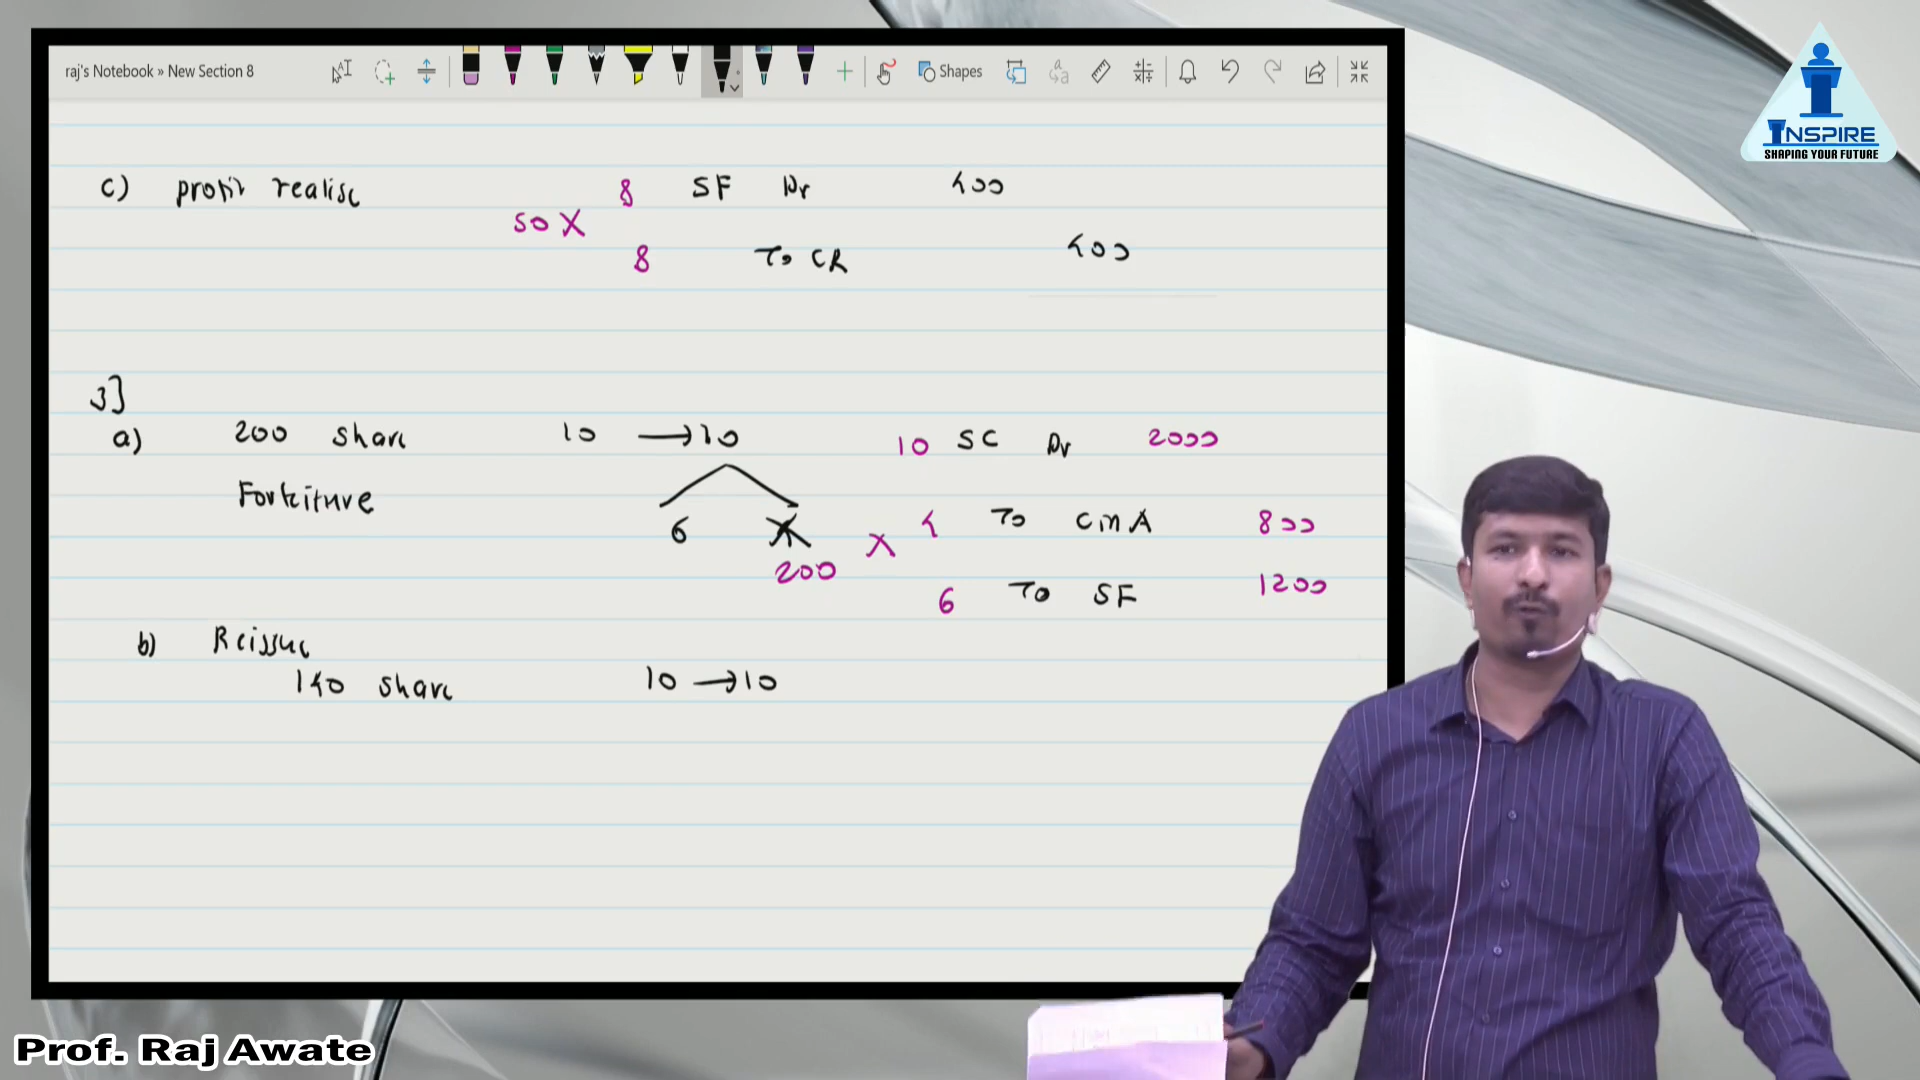 raj's Notebook » New Section 8
Shapes
INSPIRE
SHAPING YOUR FUTURE
c) profit realise 8 SF Dr 400
50 X
8 To CR 400
3]
a) 200 share 10 → 10 10 SC Dr 2000
Forfeiture 6 4 To CIIA 800
200 X
6 To SF 1200
b) Reissue
140 share 10 → 10
Prof. Raj Awate